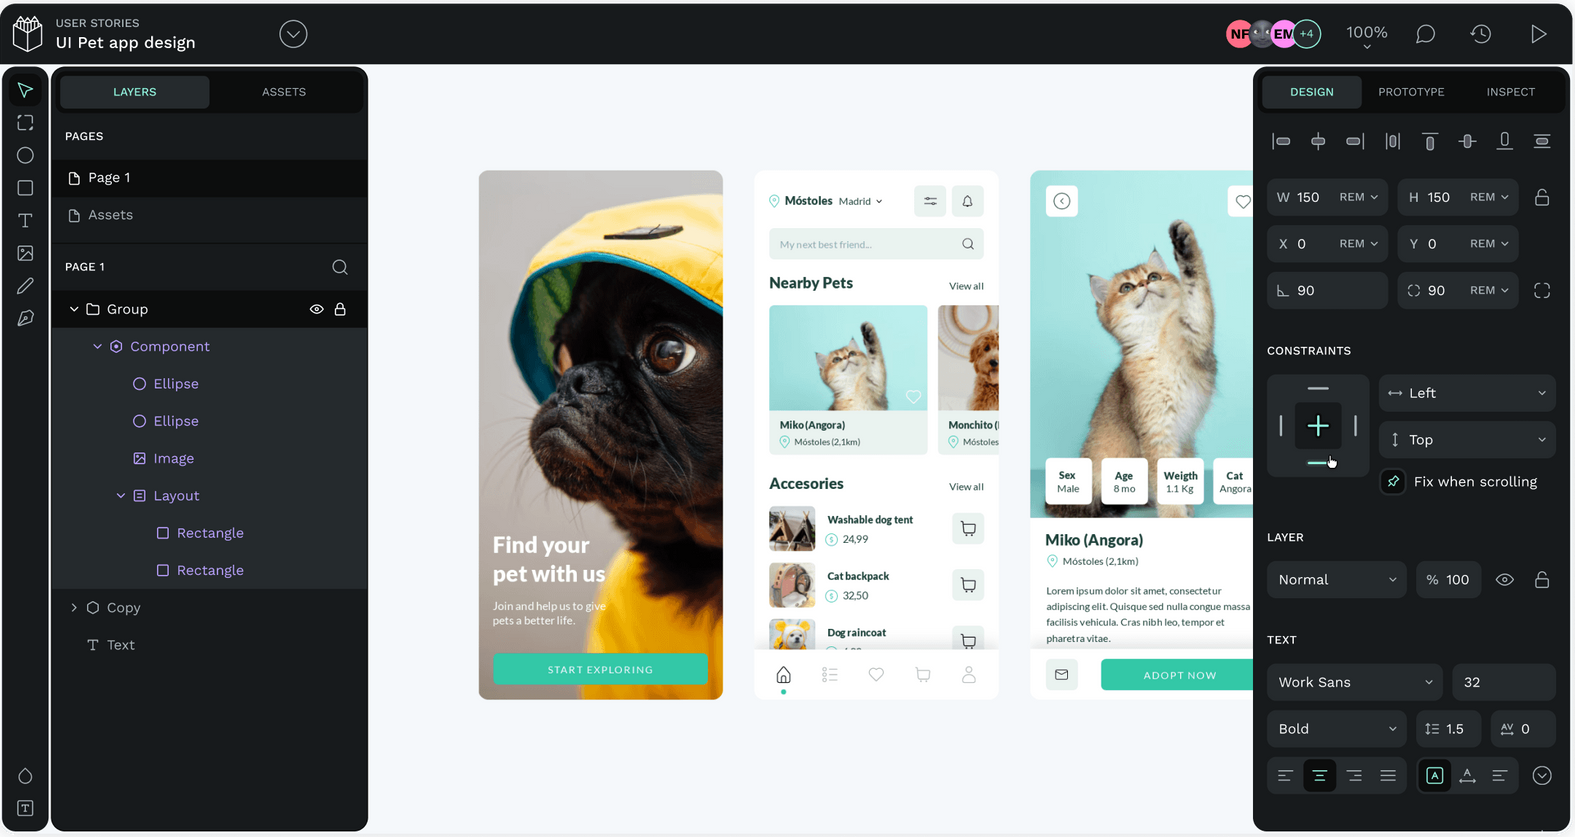 USER STORIES
UI Pet app design
NF
EM
+4
100%
LAYERS
ASSETS
PAGES
Page 1
Assets
PAGE 1
Group
Component
Ellipse
Ellipse
Image
Layout
Rectangle
Rectangle
Copy
Text
Find your
pet with us
Join and help us to give
pets a better life.
START EXPLORING
Móstoles Madrid
My next best friend...
Nearby Pets View all
Miko (Angora)
Móstoles (2,1km)
Monchito (
Móstoles
Accesories View all
Washable dog tent
$ 24,99
Cat backpack
$ 32,50
Dog raincoat
Sex
Male
Age
8 mo
Weigth
1.1 Kg
Cat
Angora
Miko (Angora)
Móstoles (2,1km)
Lorem ipsum dolor sit amet, consectetur
adipiscing elit. Quisque sed nulla congue massa
facilisis vehicula. Cras nibh leo, tempor et
pharetra vitae.
ADOPT NOW
DESIGN
PROTOTYPE
INSPECT
W 150 REM
H 150 REM
X 0 REM
Y 0 REM
90
90 REM
CONSTRAINTS
Left
Top
Fix when scrolling
LAYER
Normal
% 100
TEXT
Work Sans
32
Bold
1.5
AV 0